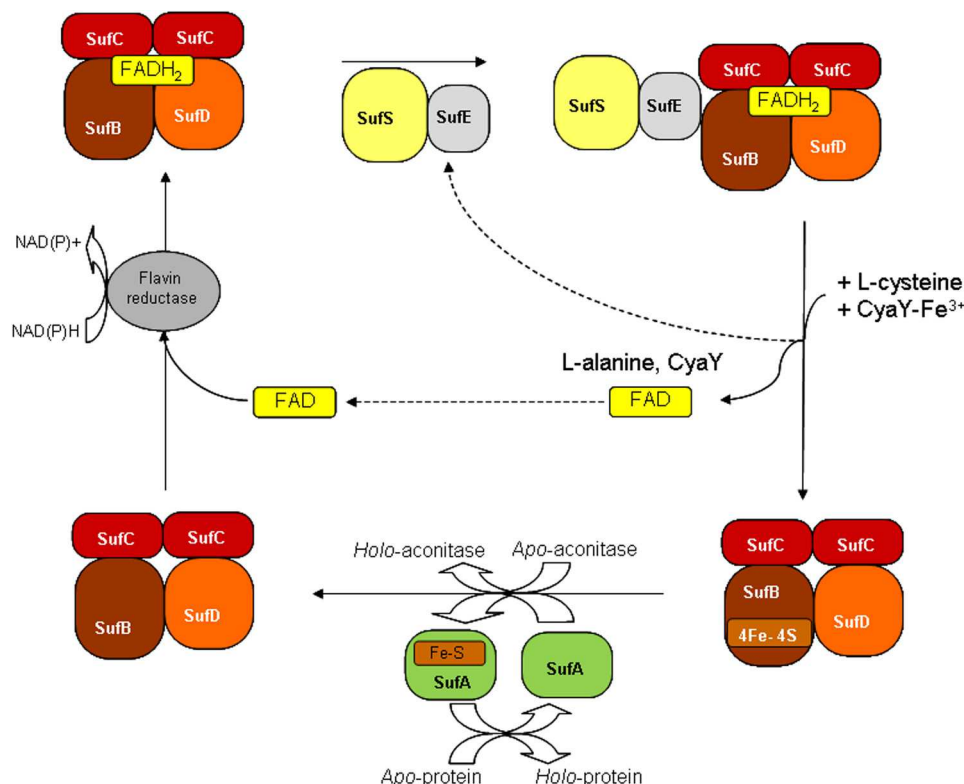 SufC SufC
FADH₂
SufB SufD
SufS SufE
SufS SufE
SufC SufC
FADH₂
SufB SufD
NAD(P)+
Flavin
reductase
NAD(P)H
+ L-cysteine
+ CyaY-Fe³⁺
L-alanine, CyaY
FAD
FAD
SufC SufC
SufB SufD
Holo-aconitase Apo-aconitase
Fe-S
SufA
SufA
Apo-protein Holo-protein
SufC SufC
SufB
SufD
4Fe-4S